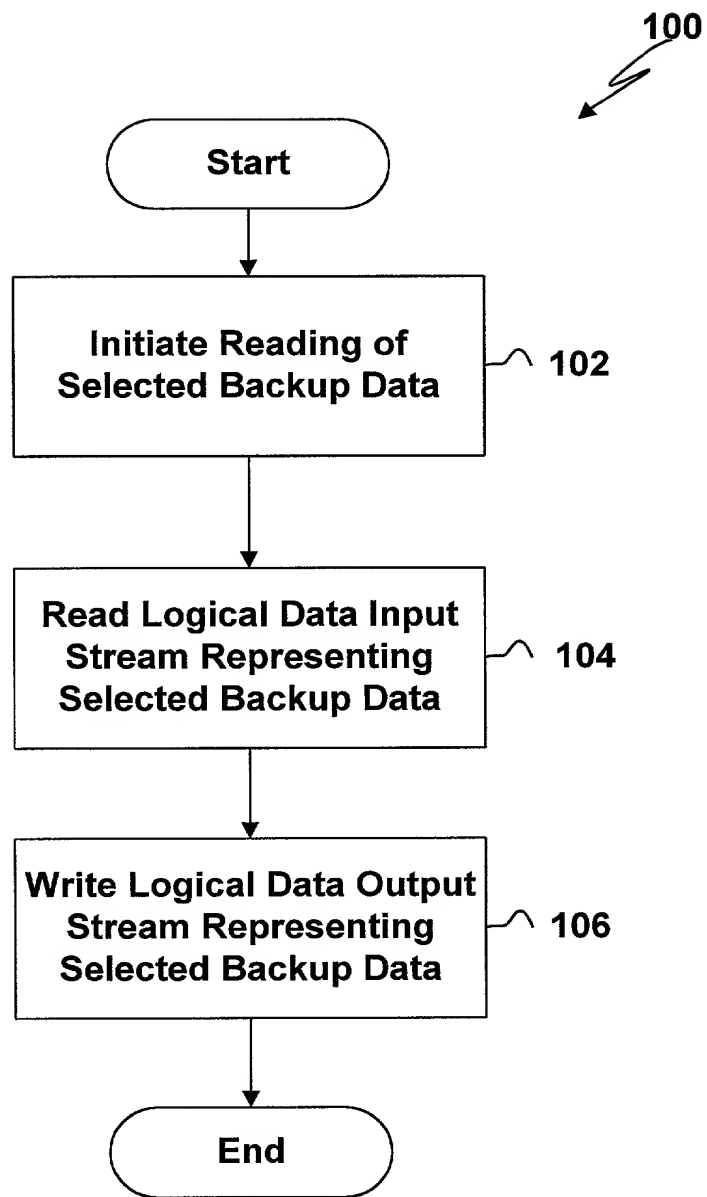 100
Start
Initiate Reading of
Selected Backup Data
102
Read Logical Data Input
Stream Representing
Selected Backup Data
104
Write Logical Data Output
Stream Representing
Selected Backup Data
106
End